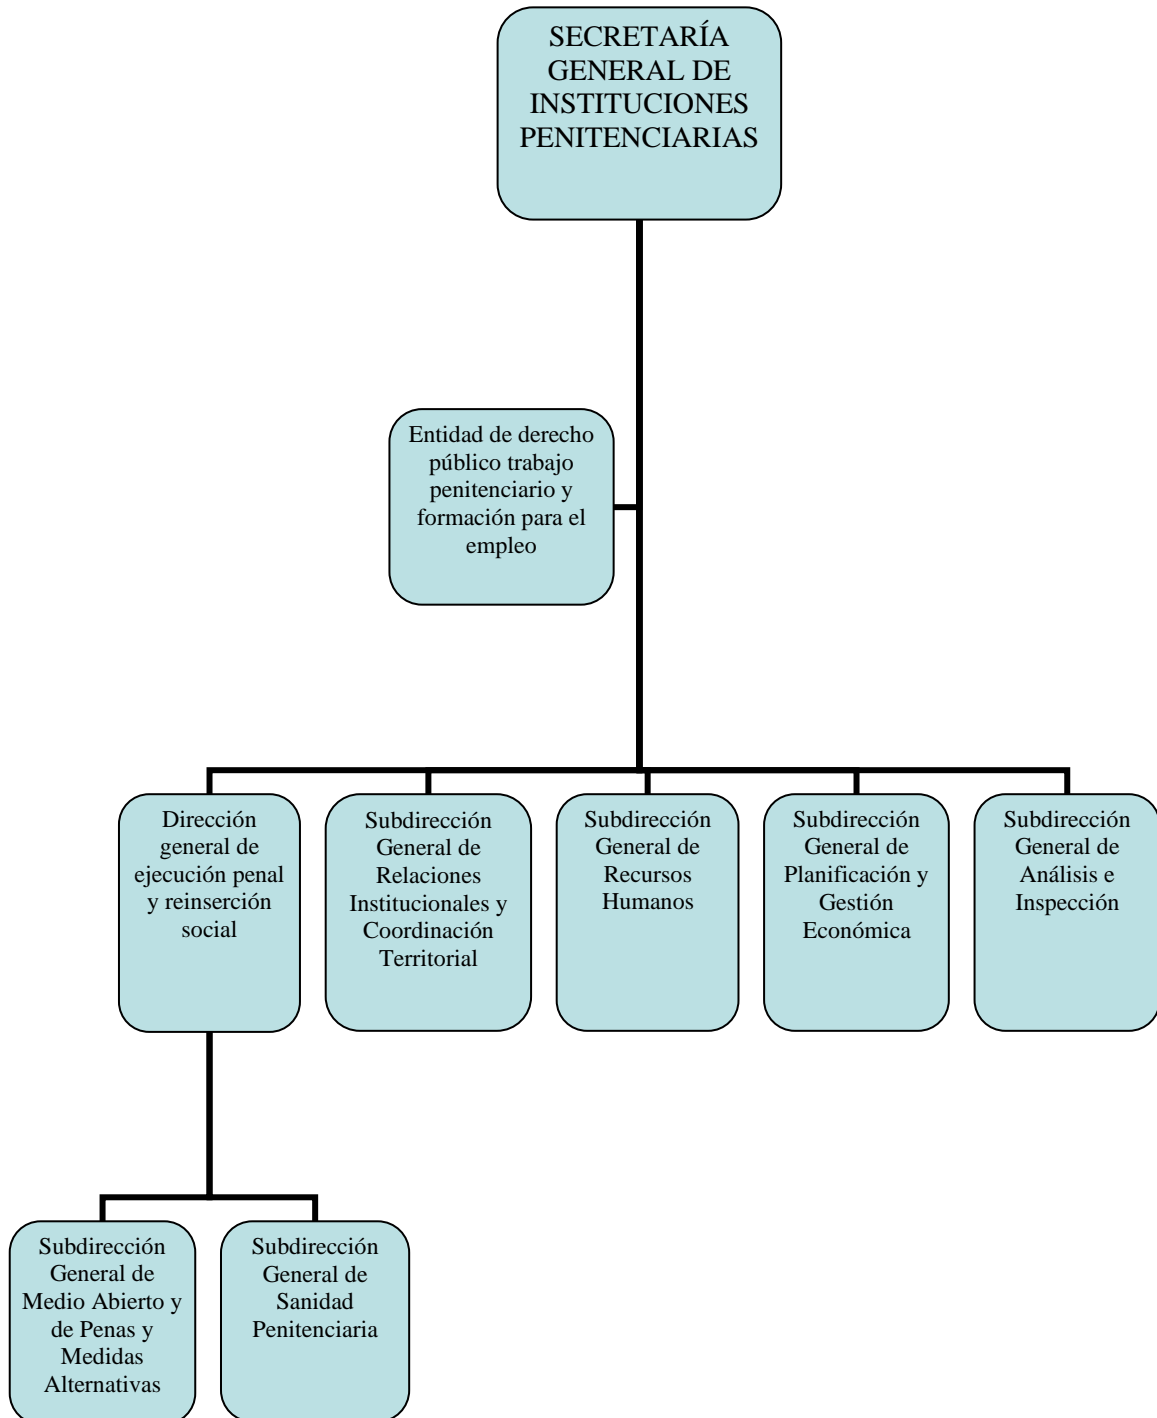 SECRETARÍA
GENERAL DE
INSTITUCIONES
PENITENCIARIAS
Entidad de derecho
público trabajo
penitenciario y
formación para el
empleo
Dirección
general de
ejecución penal
y reinserción
social
Subdirección
General de
Relaciones
Institucionales y
Coordinación
Territorial
Subdirección
General de
Recursos
Humanos
Subdirección
General de
Planificación y
Gestión
Económica
Subdirección
General de
Análisis e
Inspección
Subdirección
General de
Medio Abierto y
de Penas y
Medidas
Alternativas
Subdirección
General de
Sanidad
Penitenciaria